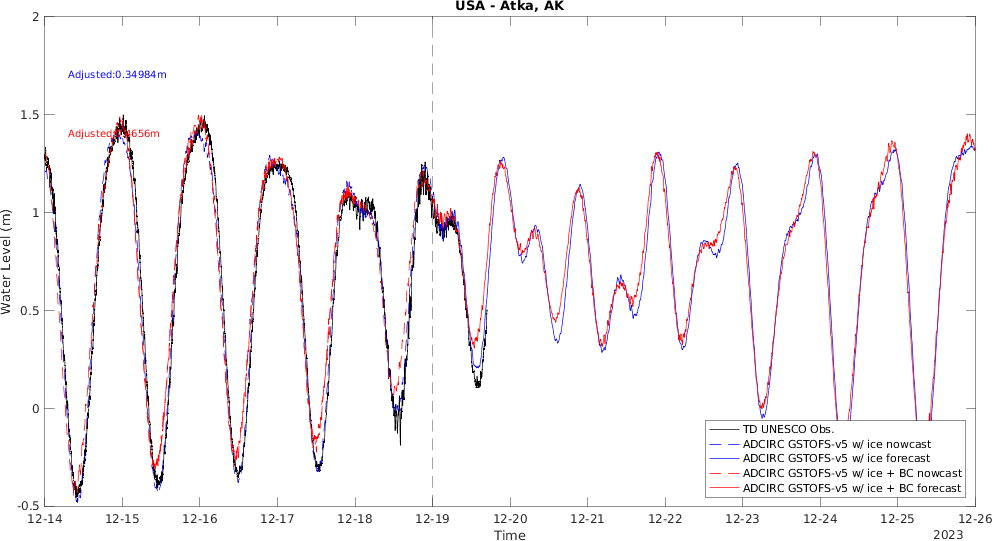 USA - Atka, AK
2
1.5
1
0.5
0
-0.5
Water Level (m)
Adjusted:0.34984m
Adjusted 4656m
12-14 12-15 12-16 12-17 12-18 12-19 12-20 12-21 12-22 12-23 12-24 12-25 12-26
Time
2023
TD UNESCO Obs.
ADCIRC GSTOFS-v5 w/ ice nowcast
ADCIRC GSTOFS-v5 w/ ice forecast
ADCIRC GSTOFS-v5 w/ ice + BC nowcast
ADCIRC GSTOFS-v5 w/ ice + BC forecast